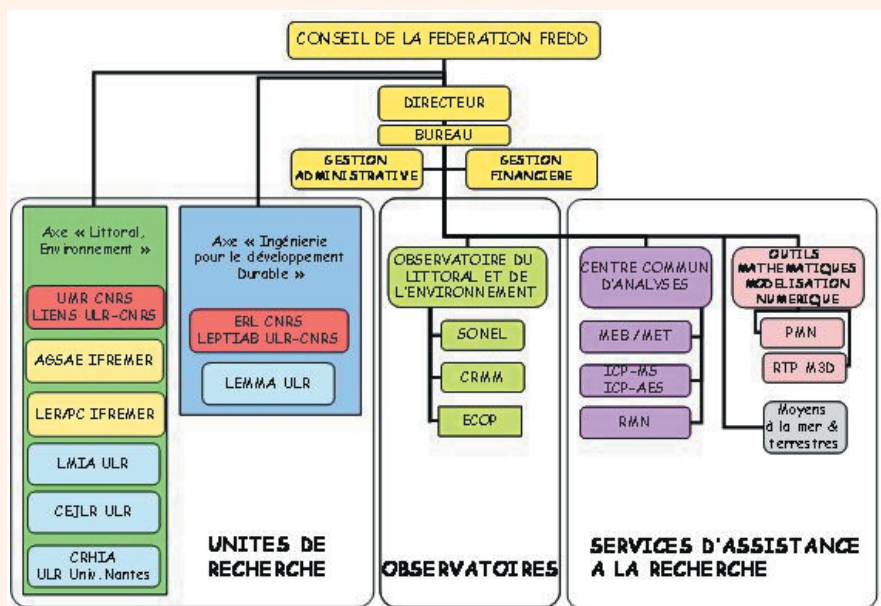 CONSEIL DE LA FEDERATION FREDD
DIRECTEUR
BUREAU
GESTION
ADMINISTRATIVE
GESTION
FINANCIERE
Axe « Littoral,
Environnement »
UMR CNRS
LIENS ULR-CNRS
AGSAE IFREMER
LER/PC IFREMER
LMIA ULR
CEJLR ULR
CRHIA
ULR Univ. Nantes
Axe « Ingénierie
pour le développement
Durable »
ERL CNRS
LEPTIAB ULR-CNRS
LEMMA ULR
UNITES DE
RECHERCHE
OBSERVATOIRE DU
LITTORAL ET DE
L'ENVIRONNEMENT
SONEL
CRMM
ECOP
OBSERVATOIRES
CENTRE COMMUN
D'ANALYSES
MEB / MET
ICP-MS
ICP-AES
RMN
OUTILS
MATHEMATIQUES
MODELISATION
NUMERIQUE
PMN
RTP M3D
Moyens
à la mer &
terrestres
SERVICES D'ASSISTANCE
A LA RECHERCHE